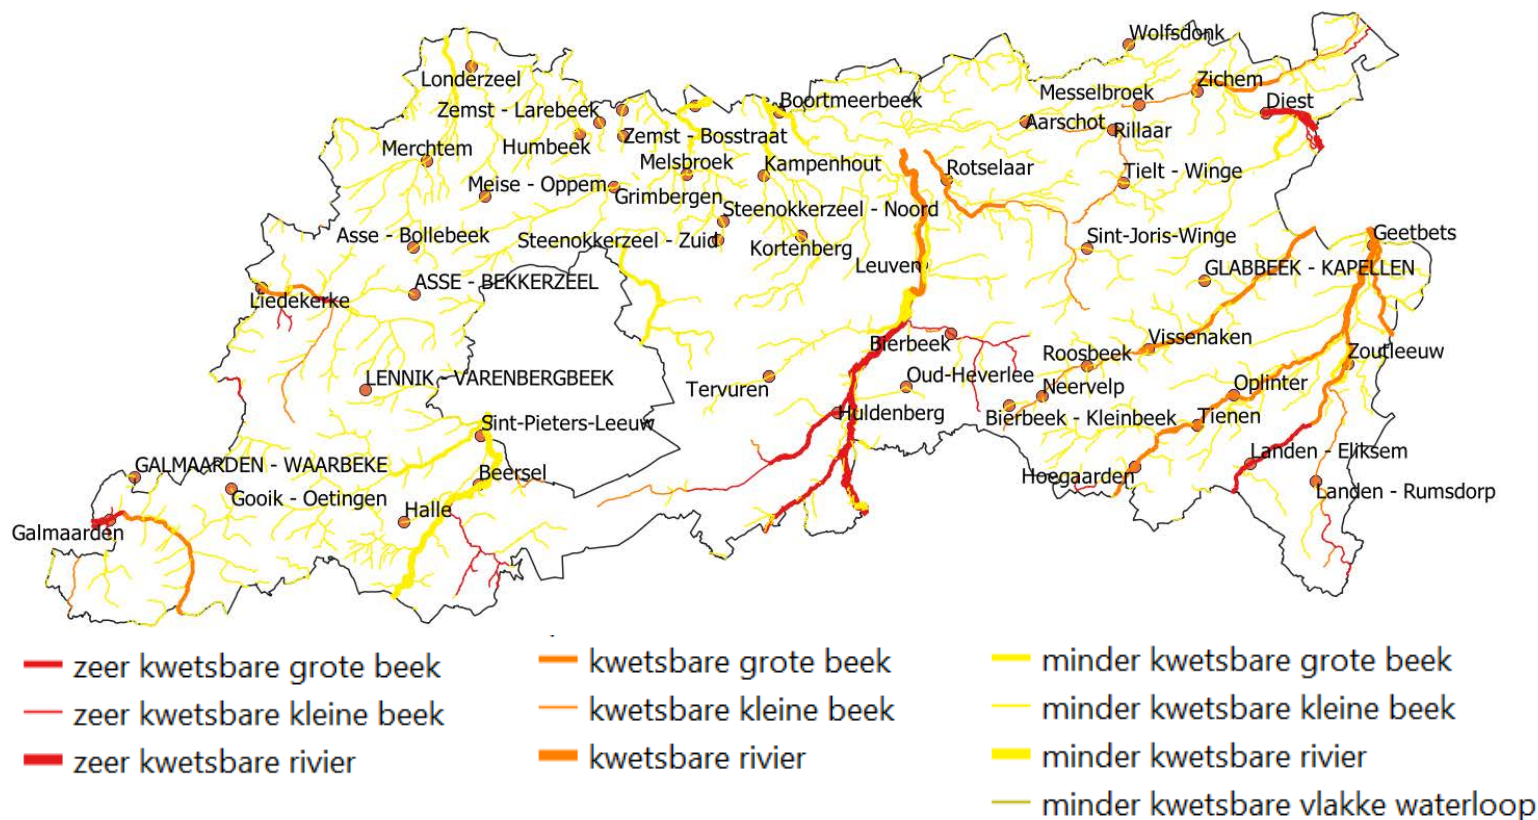 Wolfsdonk
Londerzeel
Zichem
Messelbroek
Diest
Boortmeerbeek
Zemst - Larebeek
Aarschot
Rillaar
Zemst - Bosstraat
Merchtem
Humbeek
Melsbroek
Kampenhout
Rotselaar
Tielt - Winge
Meise - Oppem
Grimbergen
Steenokkerzeel - Noord
Asse - Bollebeek
Steenokkerzeel - Zuid
Kortenberg
Sint-Joris-Winge
Geetbets
Leuven
GLABBEEK - KAPELLEN
ASSE - BEKKERZEEL
Liedekerke
Bierbeek
Vissenaken
Roosbeek
Zoutleeuw
LENNIK - VARENBERGBEEK
Tervuren
Oud-Heverlee
Neervelp
Oplinter
Huldenberg
Bierbeek - Kleinbeek
Tienen
Sint-Pieters-Leeuw
Landen - Eliksem
GALMAARDEN - WAARBEKE
Beersel
Hoegaarden
Gooik - Oetingen
Landen - Rumsdorp
Halle
Galmaarden
zeer kwetsbare grote beek
zeer kwetsbare kleine beek
zeer kwetsbare rivier
kwetsbare grote beek
kwetsbare kleine beek
kwetsbare rivier
minder kwetsbare grote beek
minder kwetsbare kleine beek
minder kwetsbare rivier
minder kwetsbare vlakke waterloop